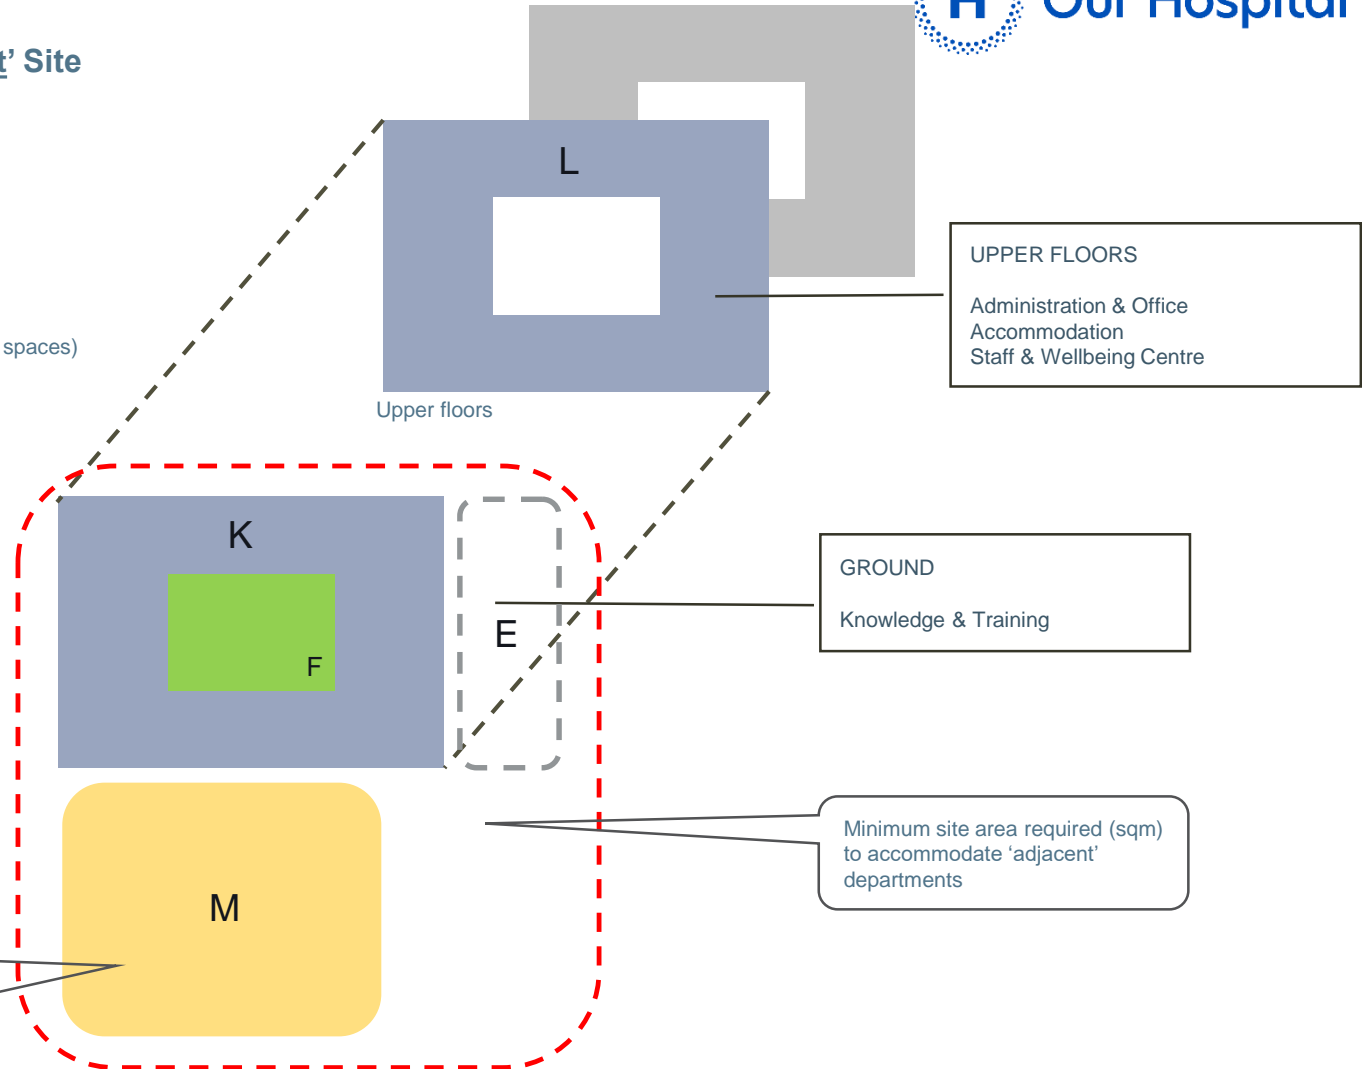 H Our Hospital
t’ Site
L
UPPER FLOORS
Administration & Office
Accommodation
Staff & Wellbeing Centre
spaces)
Upper floors
K
GROUND
Knowledge & Training
E
F
Minimum site area required (sqm)
to accommodate ‘adjacent’
departments
M